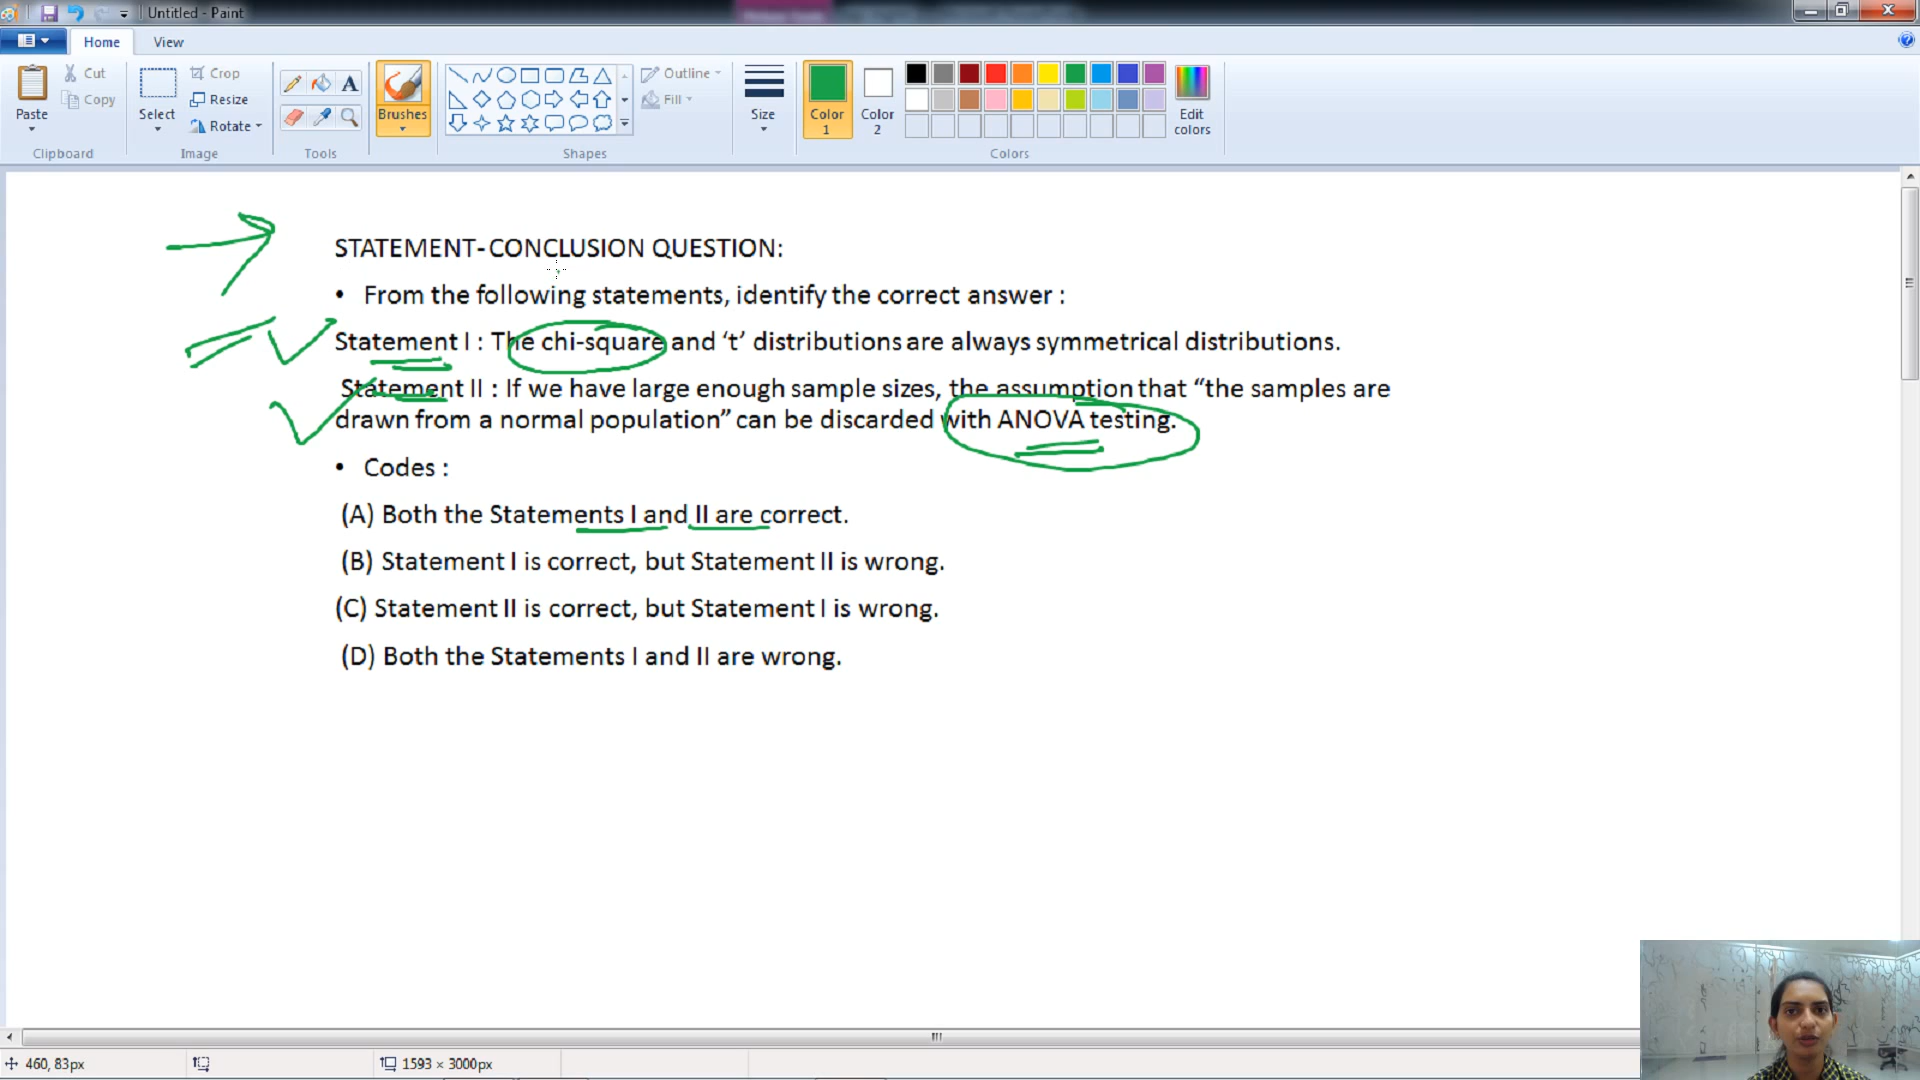 Untitled - Paint
Home View
Paste
Cut
Copy
Clipboard
Select
Crop
Resize
Rotate
Image
A
Tools
Brushes
Shapes
Outline
Fill
Size
Color 1
Color 2
Edit colors
Colors
STATEMENT-CONCLUSION QUESTION:
• From the following statements, identify the correct answer :
Statement I : The chi-square and ‘t’ distributions are always symmetrical distributions.
Statement II : If we have large enough sample sizes, the assumption that “the samples are
drawn from a normal population” can be discarded with ANOVA testing.
• Codes :
(A) Both the Statements I and II are correct.
(B) Statement I is correct, but Statement II is wrong.
(C) Statement II is correct, but Statement I is wrong.
(D) Both the Statements I and II are wrong.
460, 83px
1593 × 3000px